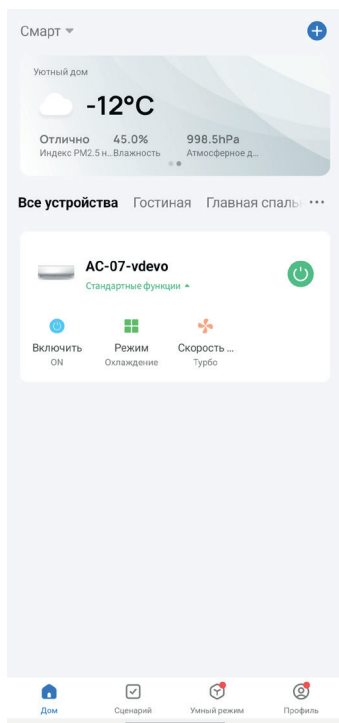 Смарт
Уютный дом
-12°C
Отлично 45.0% 998.5hPa
Индекс PM2.5 н... Влажность Атмосферное д...
Все устройства Гостиная Главная спаль ...
AC-07-vdevo
Стандартные функции
Включить Режим Скорость ...
ON Охлаждение Турбо
Дом Сценарий Умный режим Профиль